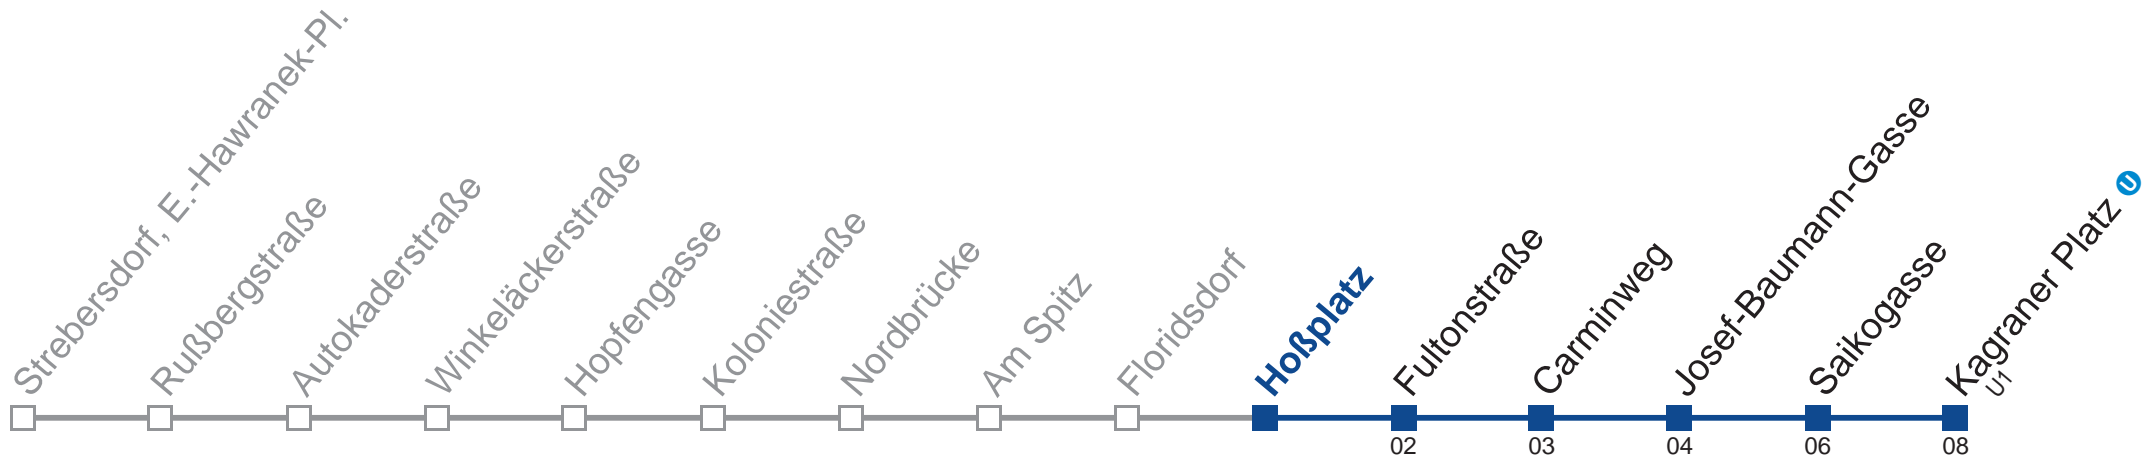 Strebersdorf, E.-Hawranek-Pl.
Rußbergstraße
Autokaderstraße
Winkeläckerstraße
Hopfengasse
Koloniestraße
Nordbrücke
Am Spitz
Floridsdorf
Hoßplatz
Fultonstraße
Carminweg
Josef-Baumann-Gasse
Saikogasse
Kagraner Platz U
U1
02
03
04
06
08